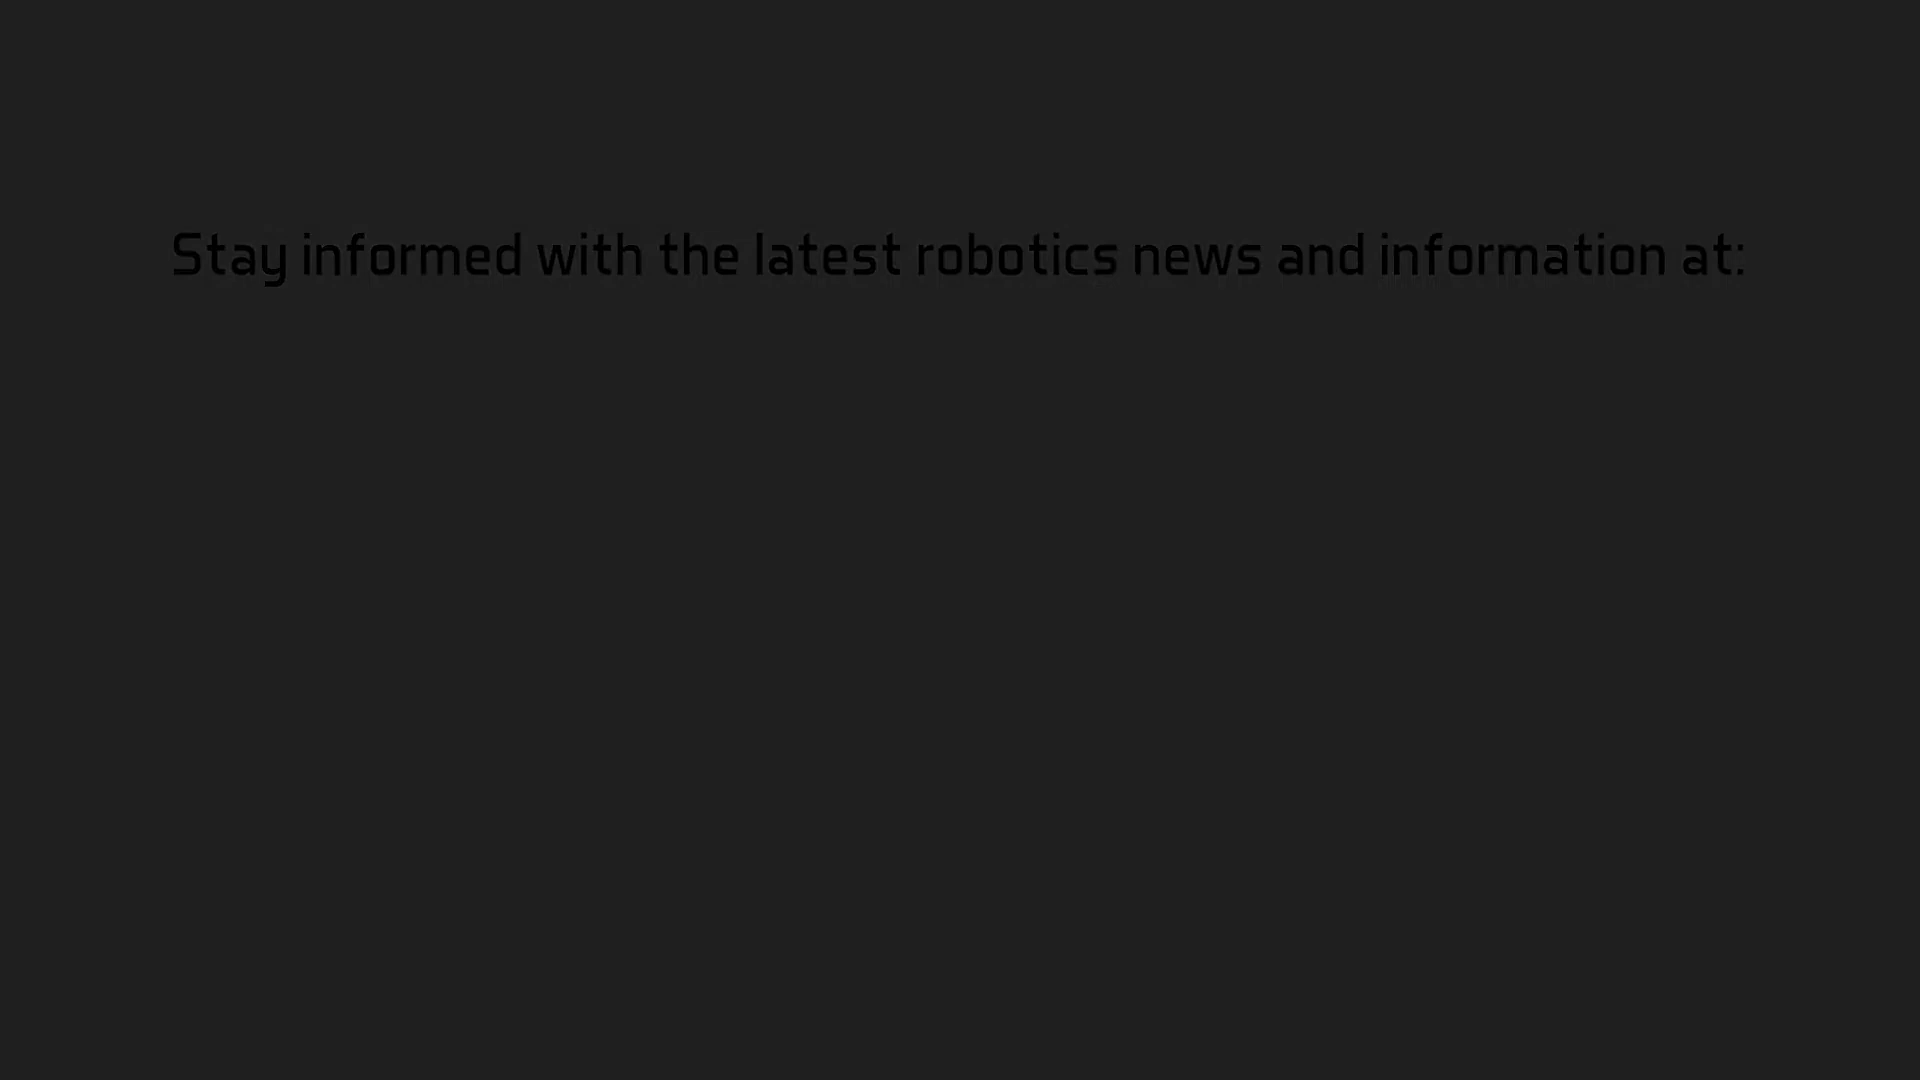 Stay informed with the latest robotics news and information at: